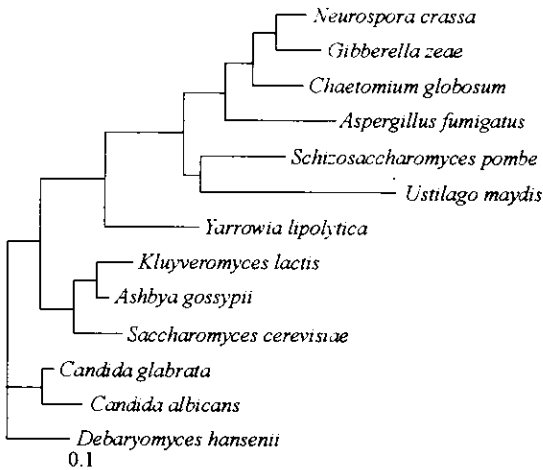 Neurospora crassa
Gibberella zeae
Chaetomium globosum
Aspergillus fumigatus
Schizosaccharomyces pombe
Ustilago maydis
Yarrowia lipolytica
Kluyveromyces lactis
Ashbya gossypii
Saccharomyces cerevisiae
Candida glabrata
Candida albicans
Debaryomyces hansenii
0.1